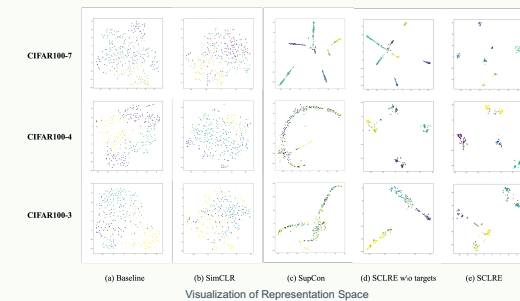 CIFAR100-7
CIFAR100-4
CIFAR100-3
(a) Baseline (b) SimCLR (c) SupCon (d) SCLRE w\o targets (e) SCLRE
Visualization of Representation Space